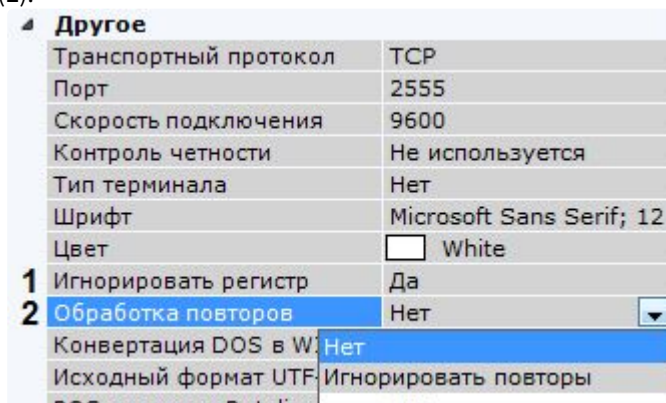 (2).
Другое
Транспортный протокол TCP
Порт 2555
Скорость подключения 9600
Контроль четности Не используется
Тип терминала Нет
Шрифт Microsoft Sans Serif; 12
Цвет White
1 Игнорировать регистр Да
2 Обработка повторов Нет
Конвертация DOS в Нет
Исходный формат UTF- Игнорировать повторы